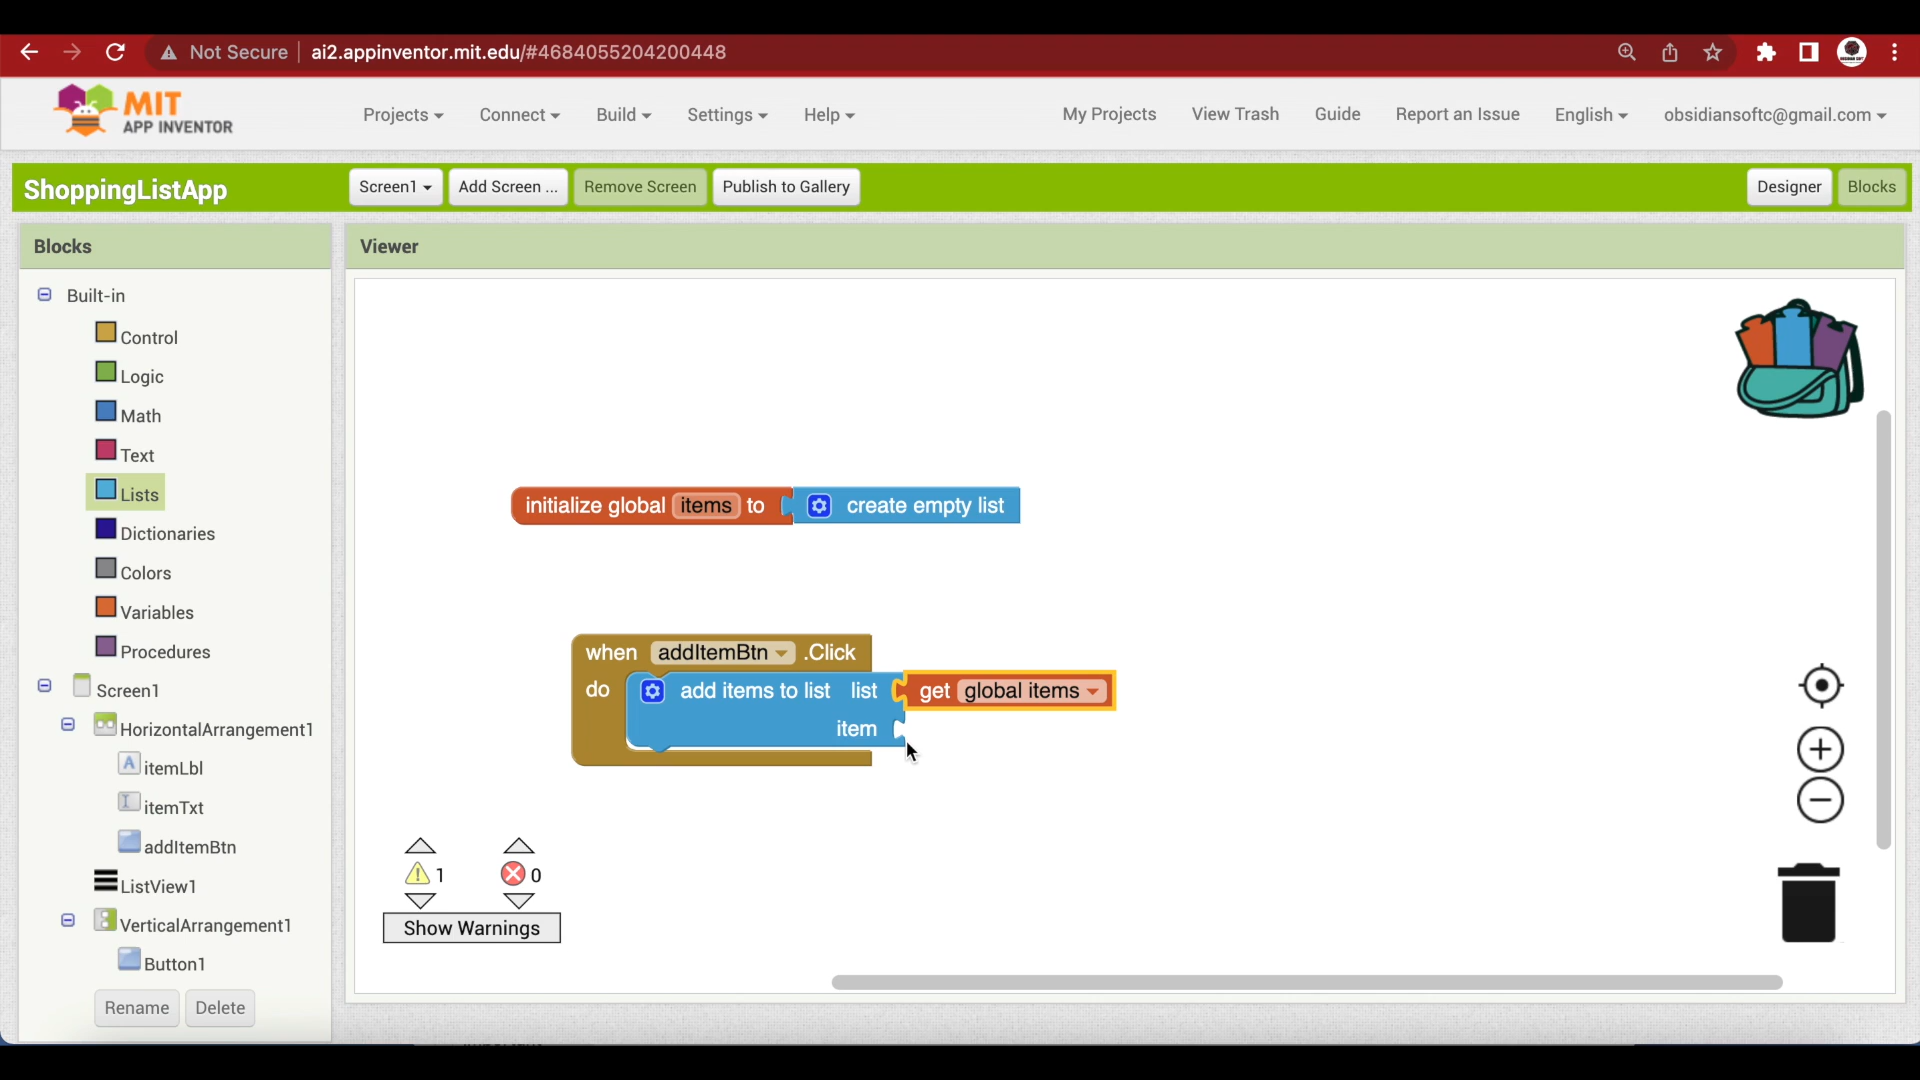 Not Secure | ai2.appinventor.mit.edu/#4684055204200448
MIT
APP INVENTOR
Projects Connect Build Settings Help My Projects View Trash Guide Report an Issue English obsidiansoftc@gmail.com
ShoppingListApp Screen1 Add Screen ... Remove Screen Publish to Gallery Designer Blocks
Blocks
Viewer
Built-in
Control
Logic
Math
Text
Lists
Dictionaries
Colors
Variables
Procedures
Screen1
HorizontalArrangement1
itemLbl
itemTxt
addItemBtn
ListView1
VerticalArrangement1
Button1
Rename Delete
initialize global items to create empty list
when addItemBtn .Click
do add items to list list get global items
item
1 0
Show Warnings